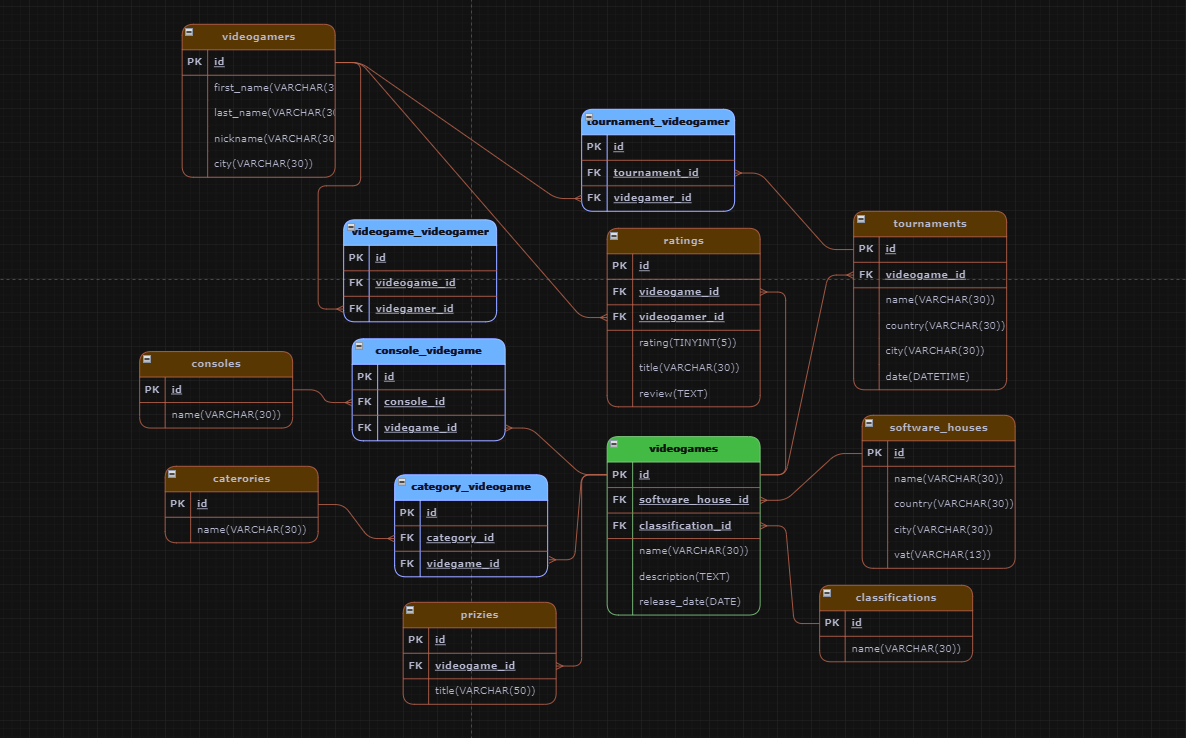 videogamers
PK id
first_name(VARCHAR(3
last_name(VARCHAR(30
nickname(VARCHAR(30
city(VARCHAR(30))
tournament_videogamer
PK id
FK tournament_id
FK videgamer_id
videogame_videogamer
PK id
FK videogame_id
FK videgamer_id
ratings
PK id
FK videogame_id
FK videogamer_id
rating(TINYINT(5))
title(VARCHAR(30))
review(TEXT)
tournaments
PK id
FK videogame_id
name(VARCHAR(30))
country(VARCHAR(30))
city(VARCHAR(30))
date(DATETIME)
consoles
PK id
name(VARCHAR(30))
console_videgame
PK id
FK console_id
FK videgame_id
videogames
PK id
FK software_house_id
FK classification_id
name(VARCHAR(30))
description(TEXT)
release_date(DATE)
software_houses
PK id
name(VARCHAR(30))
country(VARCHAR(30))
city(VARCHAR(30))
vat(VARCHAR(13))
caterories
PK id
name(VARCHAR(30))
category_videogame
PK id
FK category_id
FK videgame_id
prizies
PK id
FK videogame_id
title(VARCHAR(50))
classifications
PK id
name(VARCHAR(30))